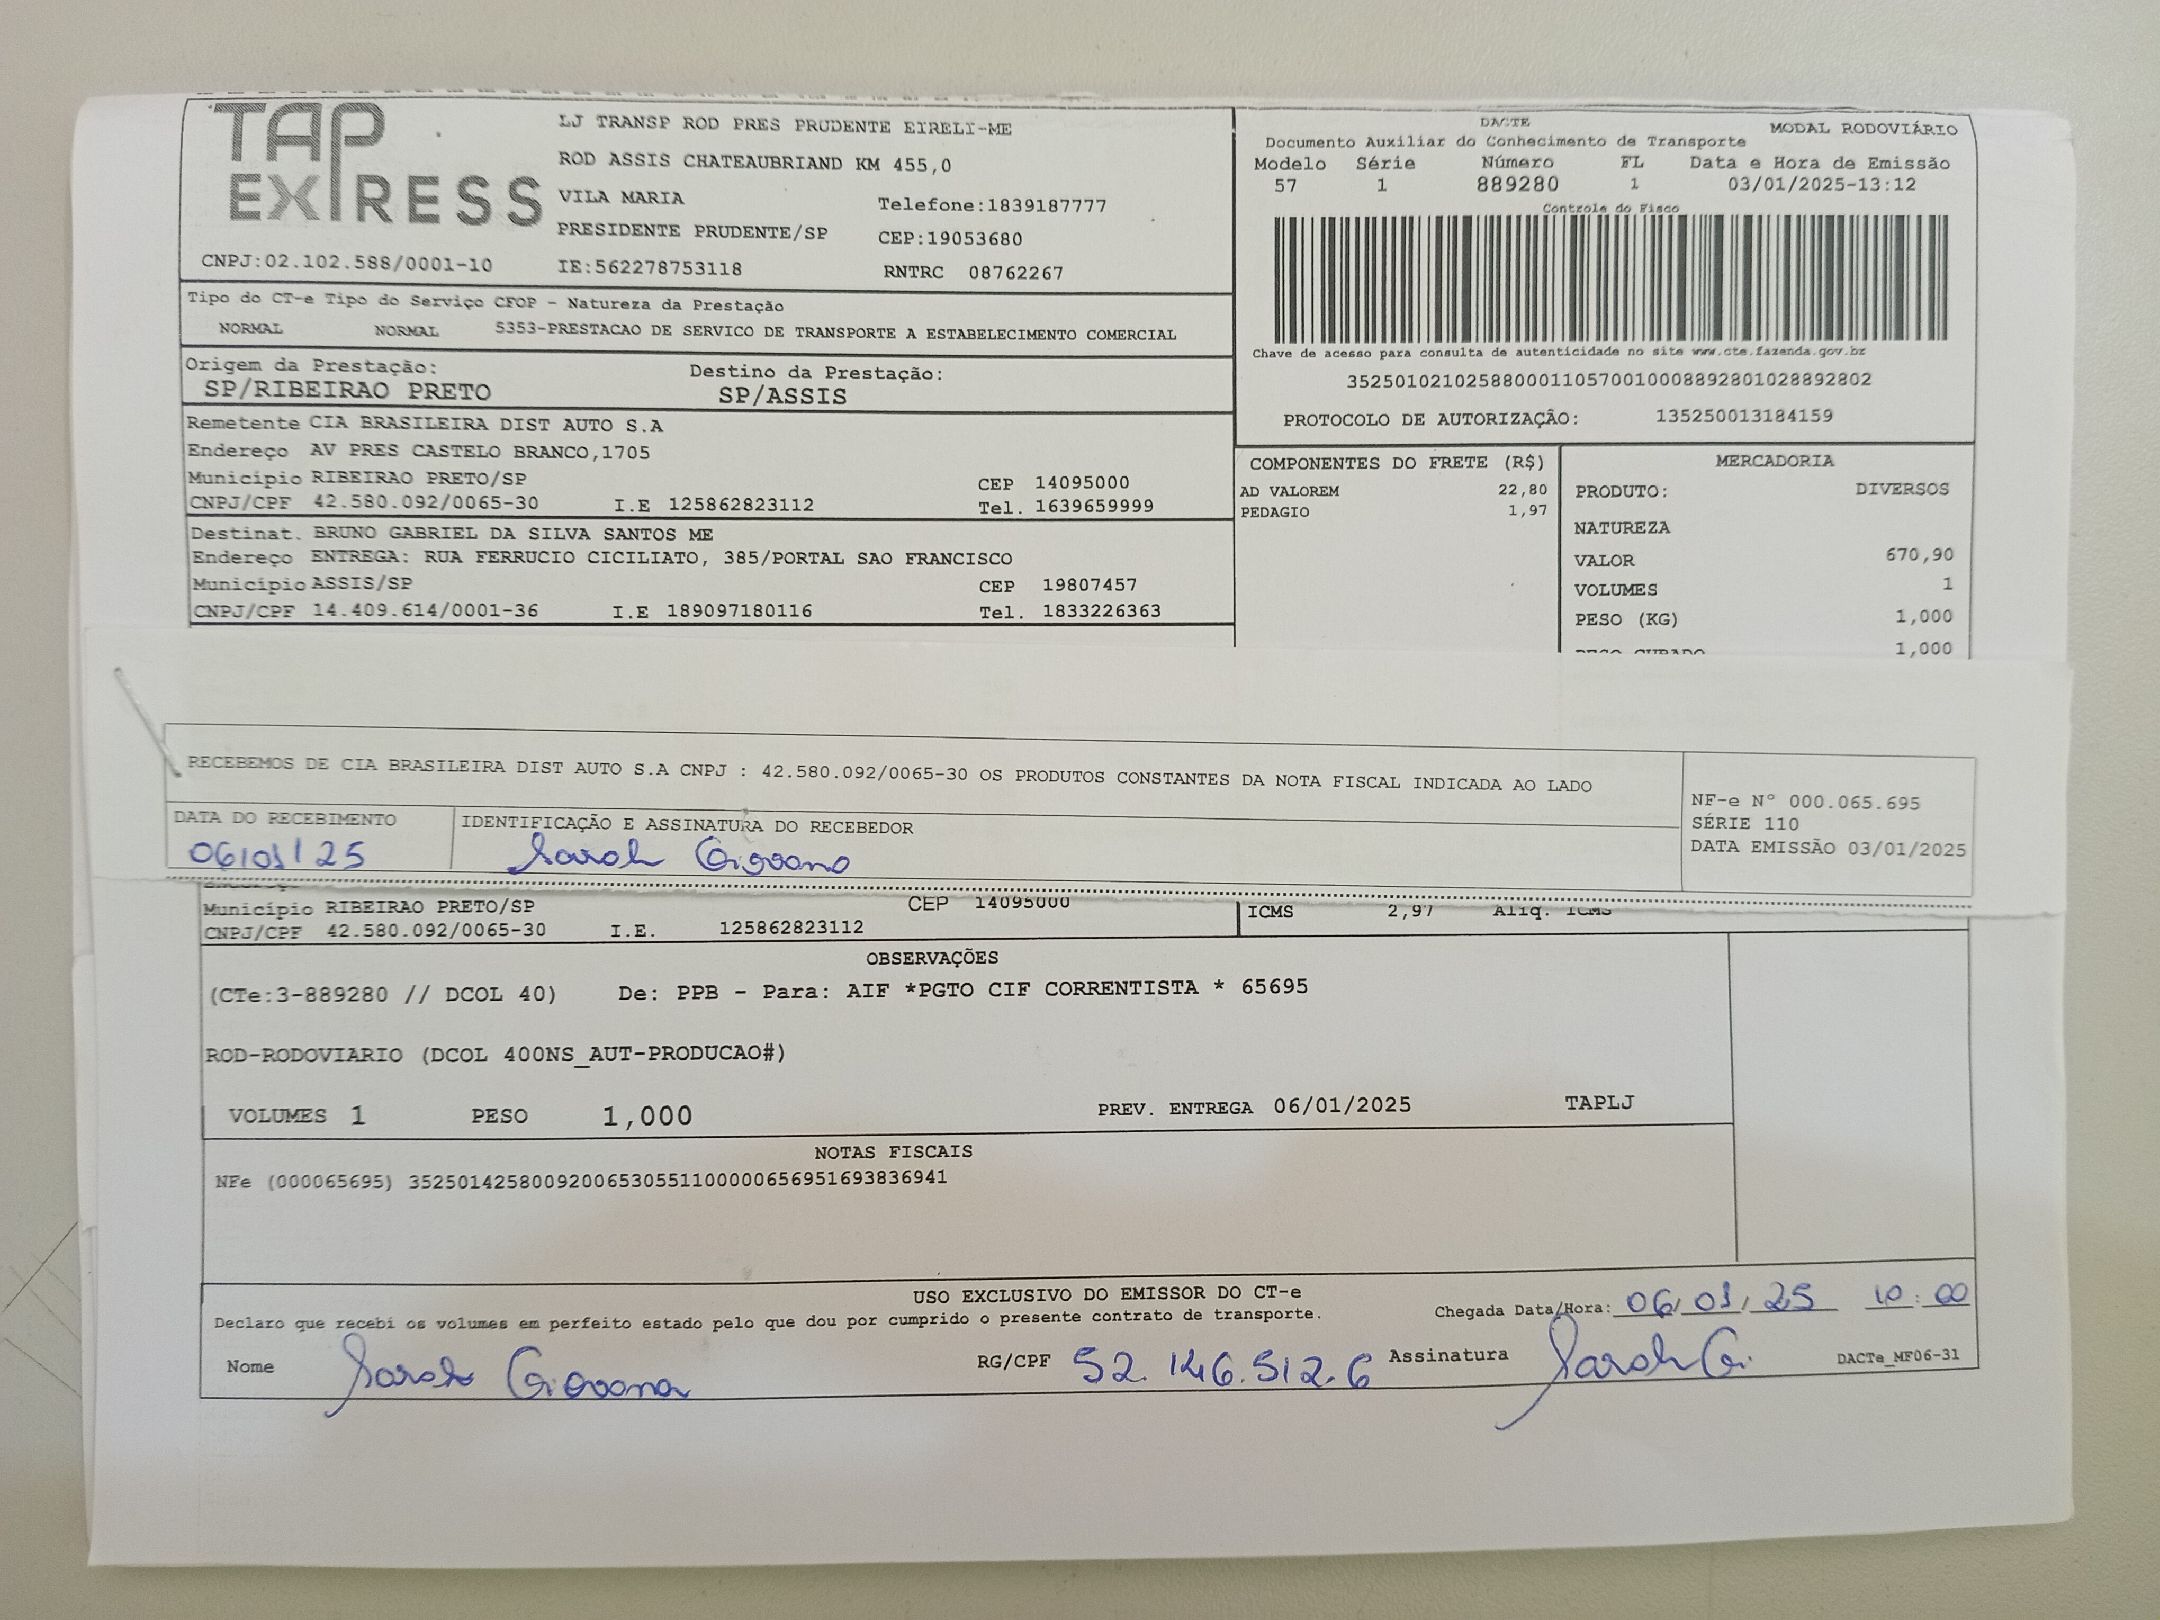 TAP
EXPRESS
LJ TRANSP ROD PRES PRUDENTE EIRELI-ME
ROD ASSIS CHATEAUBRIAND KM 455,0
VILA MARIA Telefone:1839187777
PRESIDENTE PRUDENTE/SP CEP:19053680
CNPJ:02.102.588/0001-10 IE:562278753118 RNTRC 08762267
DACTE
Documento Auxiliar do Conhecimento de Transporte MODAL RODOVIÁRIO
Modelo Série Número FL Data e Hora de Emissão
57 1 889280 1 03/01/2025-13:12
Controle do Fisco
Chave de acesso para consulta de autenticidade no site www.cte.fazenda.gov.br
35250102102588000110570010008892801028892802
PROTOCOLO DE AUTORIZAÇÃO: 135250013184159
Tipo do CT-e Tipo do Serviço CFOP - Natureza da Prestação
NORMAL NORMAL 5353-PRESTACAO DE SERVICO DE TRANSPORTE A ESTABELECIMENTO COMERCIAL
Origem da Prestação: Destino da Prestação:
SP/RIBEIRAO PRETO SP/ASSIS
Remetente CIA BRASILEIRA DIST AUTO S.A
Endereço AV PRES CASTELO BRANCO,1705
Município RIBEIRAO PRETO/SP CEP 14095000
CNPJ/CPF 42.580.092/0065-30 I.E 125862823112 Tel. 1639659999
Destinat. BRUNO GABRIEL DA SILVA SANTOS ME
Endereço ENTREGA: RUA FERRUCIO CICILIATO, 385/PORTAL SAO FRANCISCO
Município ASSIS/SP CEP 19807457
CNPJ/CPF 14.409.614/0001-36 I.E 189097180116 Tel. 1833226363
COMPONENTES DO FRETE (R$)
AD VALOREM 22,80
PEDAGIO 1,97
MERCADORIA
PRODUTO: DIVERSOS
NATUREZA
VALOR 670,90
VOLUMES 1
PESO (KG) 1,000
PESO CUBADO 1,000
RECEBEMOS DE CIA BRASILEIRA DIST AUTO S.A CNPJ : 42.580.092/0065-30 OS PRODUTOS CONSTANTES DA NOTA FISCAL INDICADA AO LADO
DATA DO RECEBIMENTO IDENTIFICAÇÃO E ASSINATURA DO RECEBEDOR
06/01/25 Sarah Giovana
NF-e N° 000.065.695
SÉRIE 110
DATA EMISSÃO 03/01/2025
Município RIBEIRAO PRETO/SP CEP 14095000
CNPJ/CPF 42.580.092/0065-30 I.E. 125862823112
ICMS 2,97 Aliq. ICMS
OBSERVAÇÕES
(CTe:3-889280 // DCOL 40) De: PPB - Para: AIF *PGTO CIF CORRENTISTA * 65695
ROD-RODOVIARIO (DCOL 400NS_AUT-PRODUCAO#)
VOLUMES 1 PESO 1,000 PREV. ENTREGA 06/01/2025 TAPLJ
NOTAS FISCAIS
NFe (000065695) 35250142580092006530551100000656951693836941
USO EXCLUSIVO DO EMISSOR DO CT-e
Declaro que recebi os volumes em perfeito estado pelo que dou por cumprido o presente contrato de transporte. Chegada Data/Hora: 06/01/25 10:00
Nome Sarah Giovana RG/CPF 52.146.512.6 Assinatura Sarah G. DACTe_MF06-31